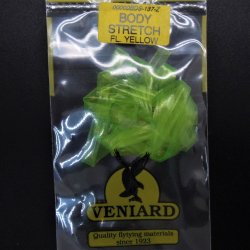 BODY
STRETCH
FL. YELLOW
VENIARD
Quality flytying materials
since 1923